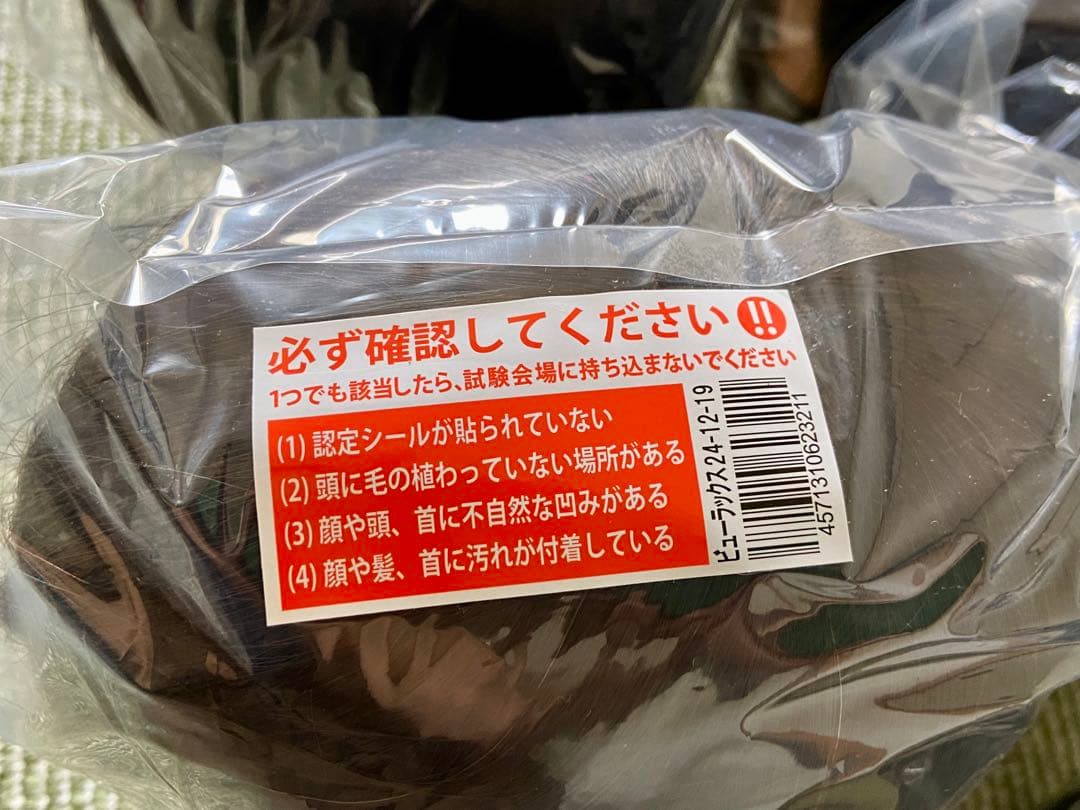 必ず確認してください‼
1つでも該当したら、試験会場に持ち込まないでください
(1) 認定シールが貼られていない
(2) 頭に毛の植わっていない場所がある
(3) 顔や頭、首に不自然な凹みがある
(4) 顔や髪、首に汚れが付着している
ピューラックス24-12-19
4571310623211